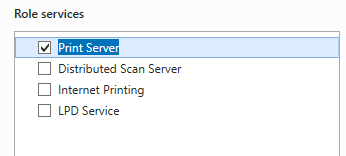 Role services
Print Server
Distributed Scan Server
Internet Printing
LPD Service